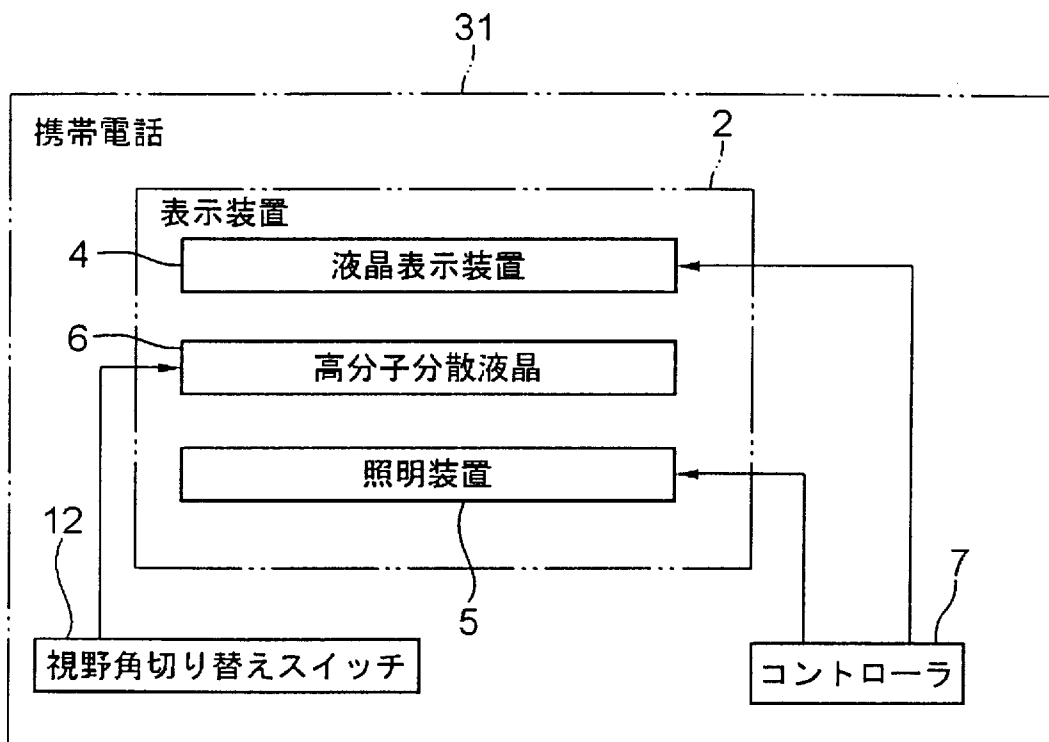 31
携帯電話
2
表示装置
4
液晶表示装置
6
高分子分散液晶
照明装置
12
5
7
視野角切り替えスイッチ
コントローラ